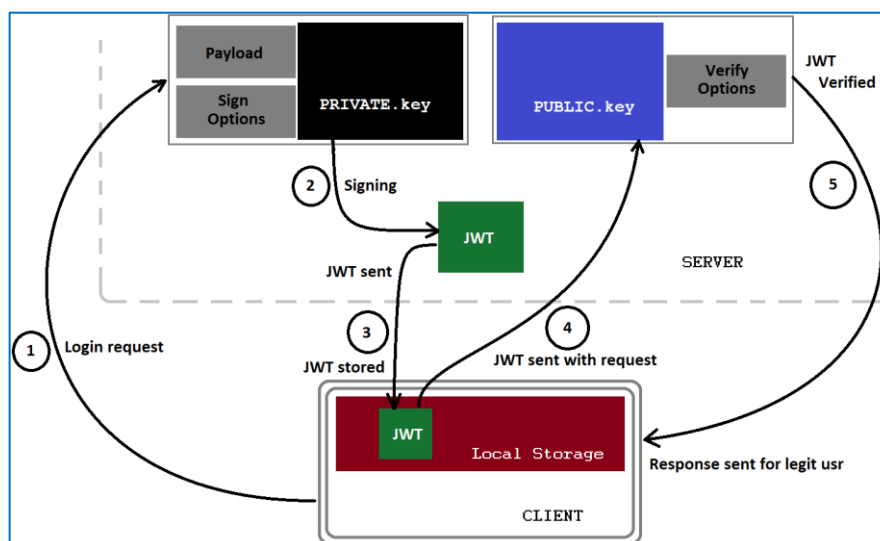 Payload
Sign
Options
PRIVATE.key
PUBLIC.key
Verify
Options
JWT
Verified
2
Signing
5
JWT
SERVER
JWT sent
1
Login request
3
4
JWT stored
JWT sent with request
JWT
Local Storage
Response sent for legit usr
CLIENT